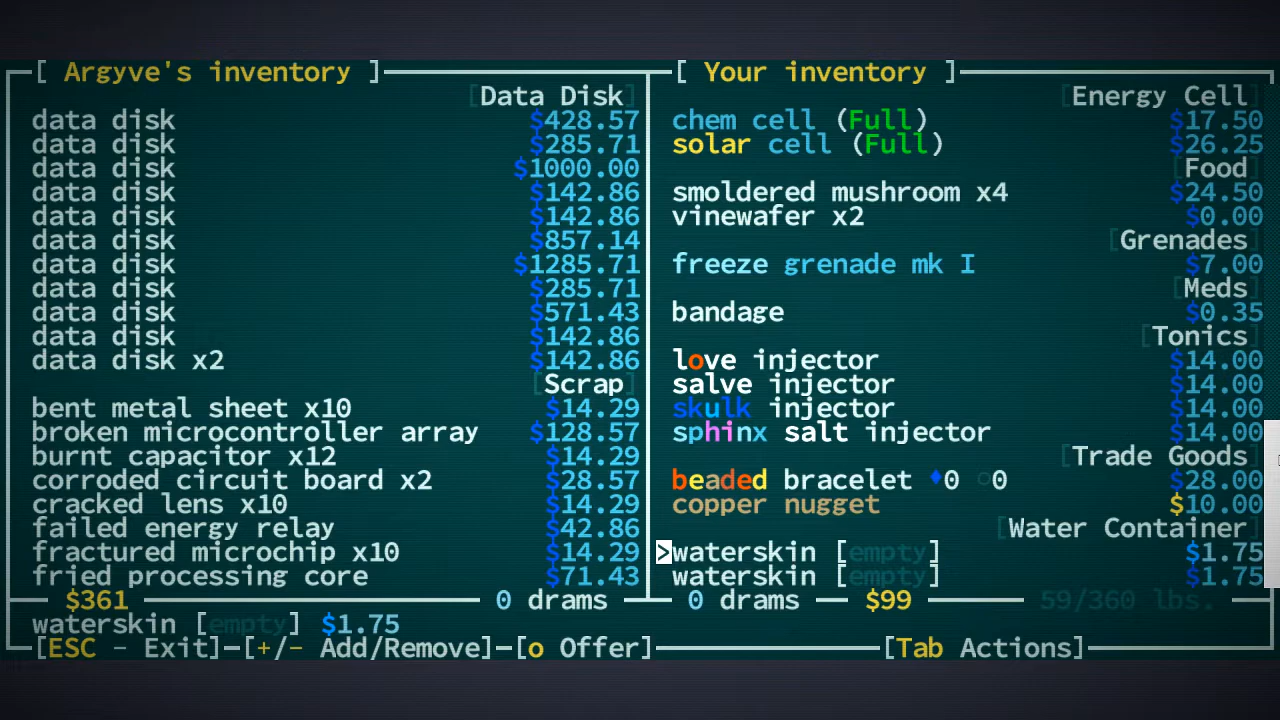 [ Argyve's inventory ]
[Data Disk]
data disk $428.57
data disk $285.71
data disk $1000.00
data disk $142.86
data disk $142.86
data disk $857.14
data disk $1285.71
data disk $285.71
data disk $571.43
data disk $142.86
data disk x2 $142.86
[Scrap]
bent metal sheet x10 $14.29
broken microcontroller array $128.57
burnt capacitor x12 $14.29
corroded circuit board x2 $28.57
cracked lens x10 $14.29
failed energy relay $42.86
fractured microchip x10 $14.29
fried processing core $71.43
$361 0 drams
[ Your inventory ]
[Energy Cell]
chem cell (Full) $17.50
solar cell (Full) $26.25
[Food]
smoldered mushroom x4 $24.50
vinewafer x2 $0.00
[Grenades]
freeze grenade mk I $7.00
[Meds]
bandage $0.35
[Tonics]
love injector $14.00
salve injector $14.00
skulk injector $14.00
sphinx salt injector $14.00
[Trade Goods]
beaded bracelet ♦0 ○0 $28.00
copper nugget $10.00
[Water Container]
>waterskin [empty] $1.75
waterskin [empty] $1.75
0 drams $99 59/360 lbs.
waterskin [empty] $1.75
[ESC - Exit]-[+/- Add/Remove]-[o Offer] [Tab Actions]